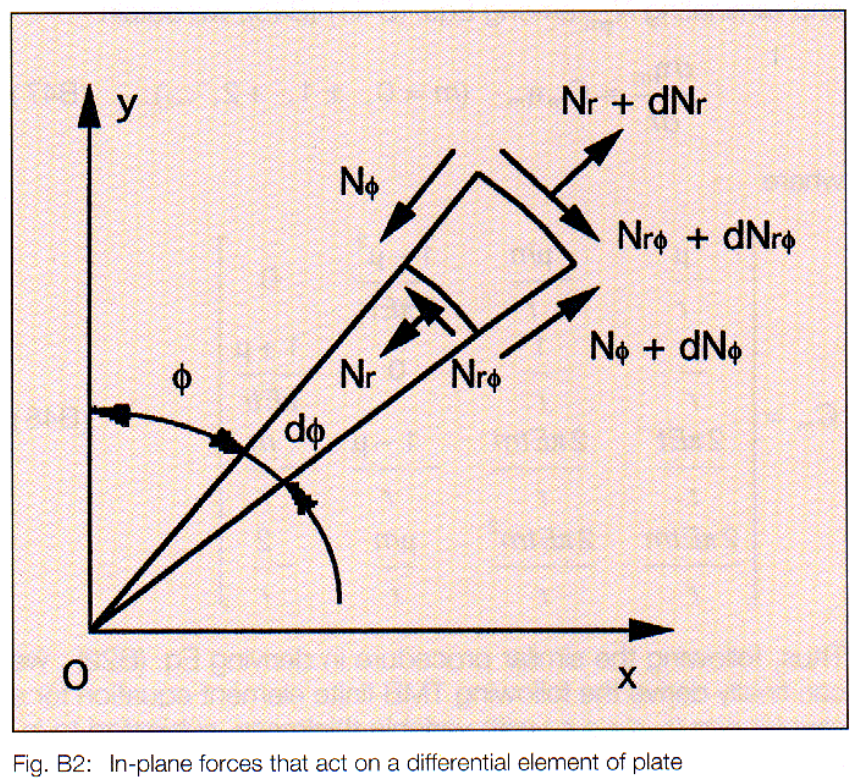 y
Nr + dNr
Nϕ
Nrϕ + dNrϕ
Nϕ + dNϕ
Nr
Nrϕ
ϕ
dϕ
O
x
Fig. B2: In-plane forces that act on a differential element of plate